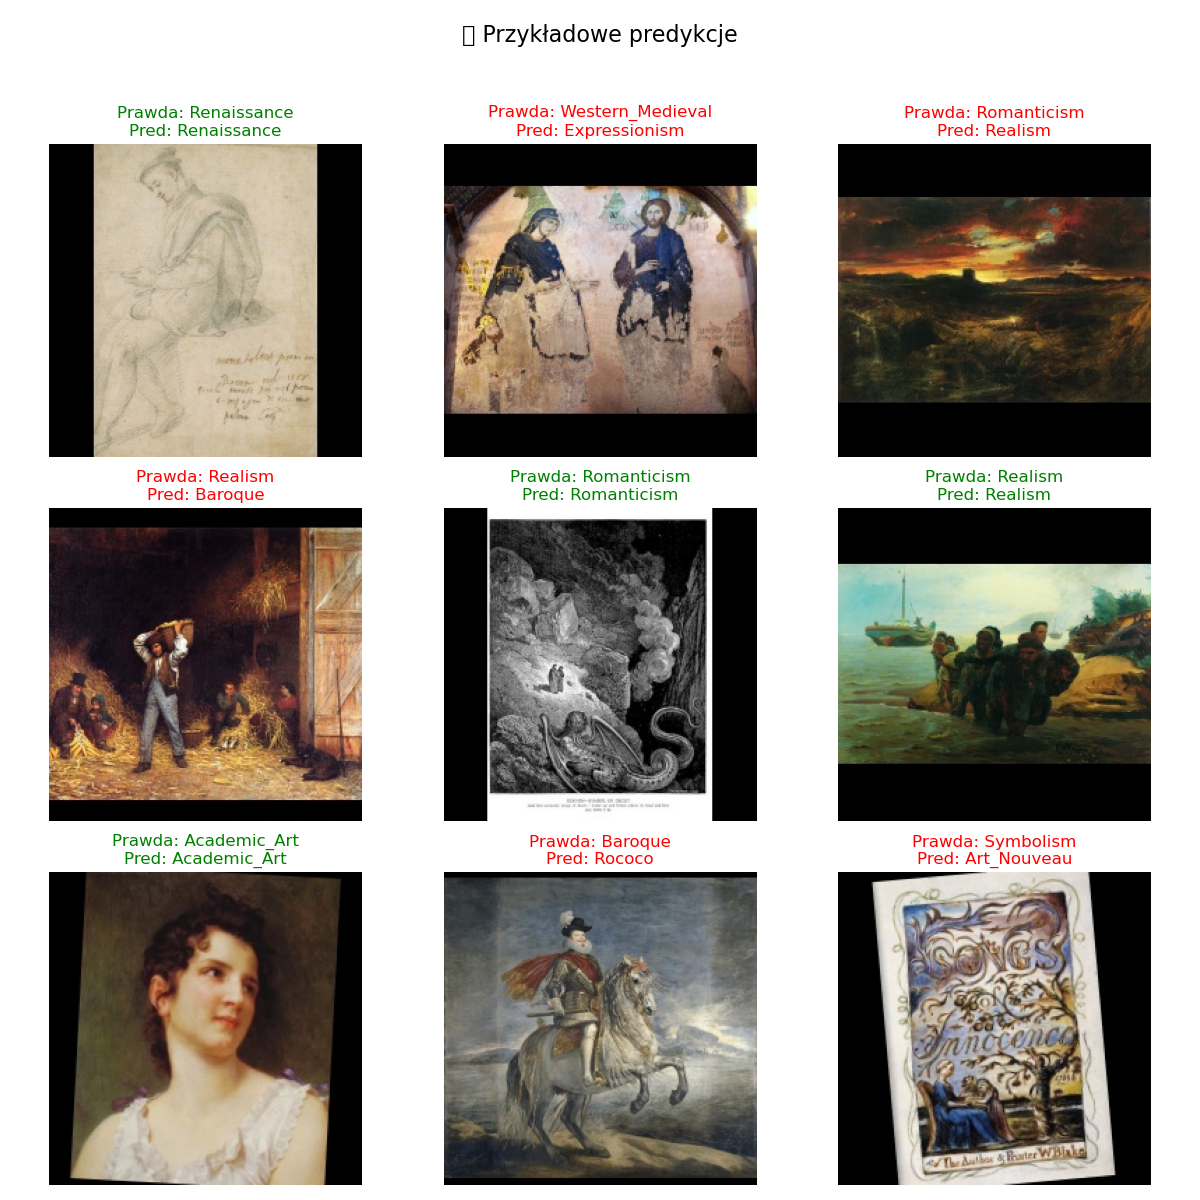 Przykładowe predykcje
Prawda: Renaissance
Pred: Renaissance
Prawda: Western_Medieval
Pred: Expressionism
Prawda: Romanticism
Pred: Realism
Prawda: Realism
Pred: Baroque
Prawda: Romanticism
Pred: Romanticism
Prawda: Realism
Pred: Realism
Prawda: Academic_Art
Pred: Academic_Art
Prawda: Baroque
Pred: Rococo
Prawda: Symbolism
Pred: Art_Nouveau
SONGS
of
Innocence
The Author & Printer W Blake